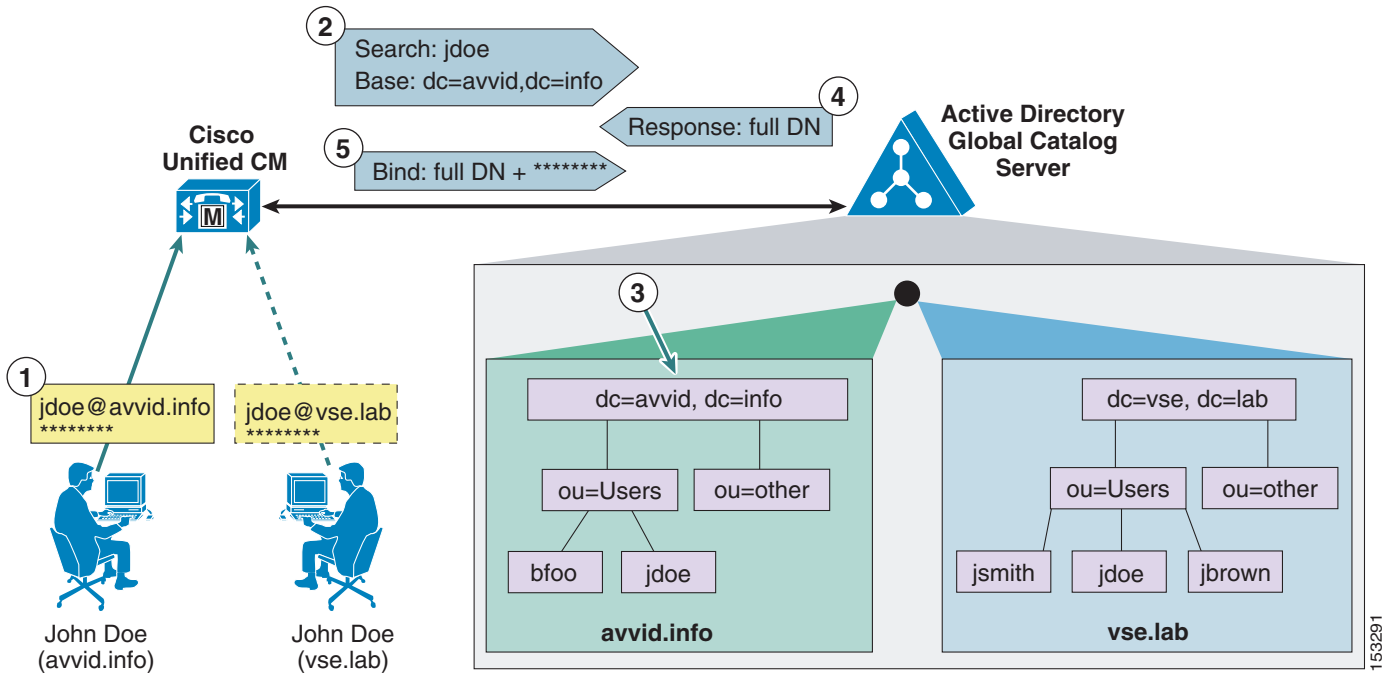 2
Search: jdoe
Base: dc=avvid,dc=info
4
Response: full DN
5
Bind: full DN + ********
Cisco
Unified CM
M
Active Directory
Global Catalog
Server
1
jdoe@avvid.info
********
jdoe@vse.lab
********
John Doe
(avvid.info)
John Doe
(vse.lab)
3
dc=avvid, dc=info
ou=Users
ou=other
bfoo
jdoe
avvid.info
dc=vse, dc=lab
ou=Users
ou=other
jsmith
jdoe
jbrown
vse.lab
153291